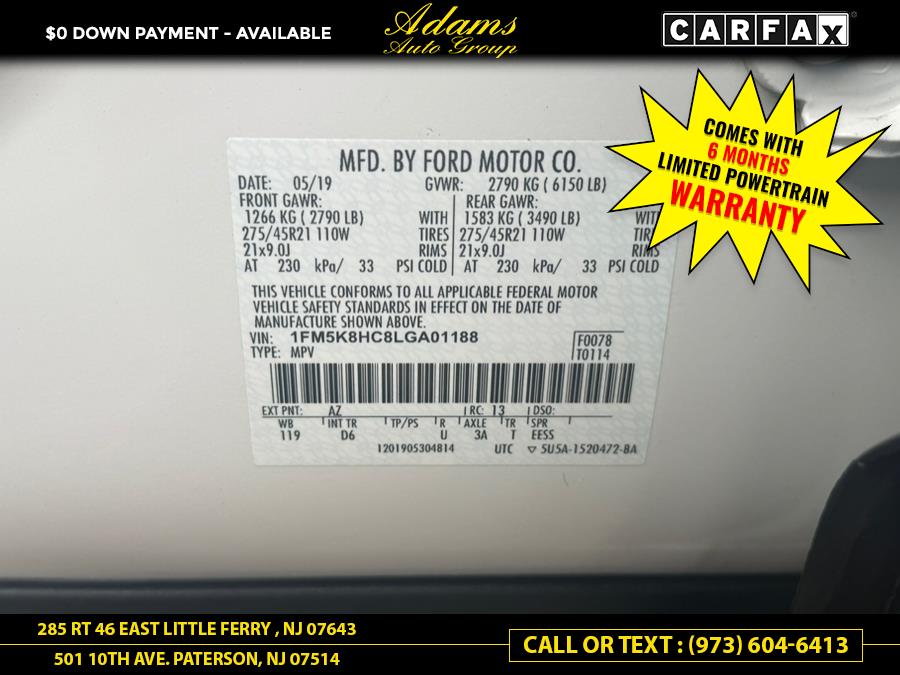 $0 DOWN PAYMENT - AVAILABLE
Adams
Auto Group
CARFAX
COMES WITH
6 MONTHS
LIMITED POWERTRAIN
WARRANTY
MFD. BY FORD MOTOR CO.
DATE: 05/19 GVWR: 2790 KG ( 6150 LB)
FRONT GAWR: REAR GAWR:
1266 KG ( 2790 LB) WITH 1583 KG ( 3490 LB)
275/45R21 110W TIRES 275/45R21 110W
21x9.0J RIMS 21x9.0J RIMS
AT 230 kPa/ 33 PSI COLD AT 230 kPa/ 33 PSI COLD
THIS VEHICLE CONFORMS TO ALL APPLICABLE FEDERAL MOTOR
VEHICLE SAFETY STANDARDS IN EFFECT ON THE DATE OF
MANUFACTURE SHOWN ABOVE.
VIN: 1FM5K8HC8LGA01188 F0078
TYPE: MPV T0114
EXT PNT: AZ RC: 13 DSO:
WB INT TR TP/PS R AXLE TR SPR
119 D6 U 3A T EESS
1201905304814 UTC ▽ 5U5A-1520472-BA
285 RT 46 EAST LITTLE FERRY , NJ 07643
501 10TH AVE. PATERSON, NJ 07514
CALL OR TEXT : (973) 604-6413